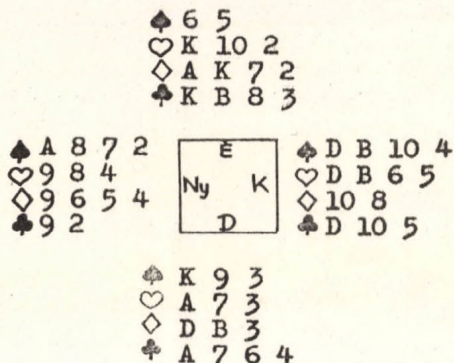 ♠ 6 5
♡ K 10 2
♢ A K 7 2
♣ K B 8 3
♠ A 8 7 2
♡ 9 8 4
♢ 9 6 5 4
♣ 9 2
É
Ny K
D
♠ D B 10 4
♡ D B 6 5
♢ 10 8
♣ D 10 5
♠ K 9 3
♡ A 7 3
♢ D B 3
♣ A 7 6 4